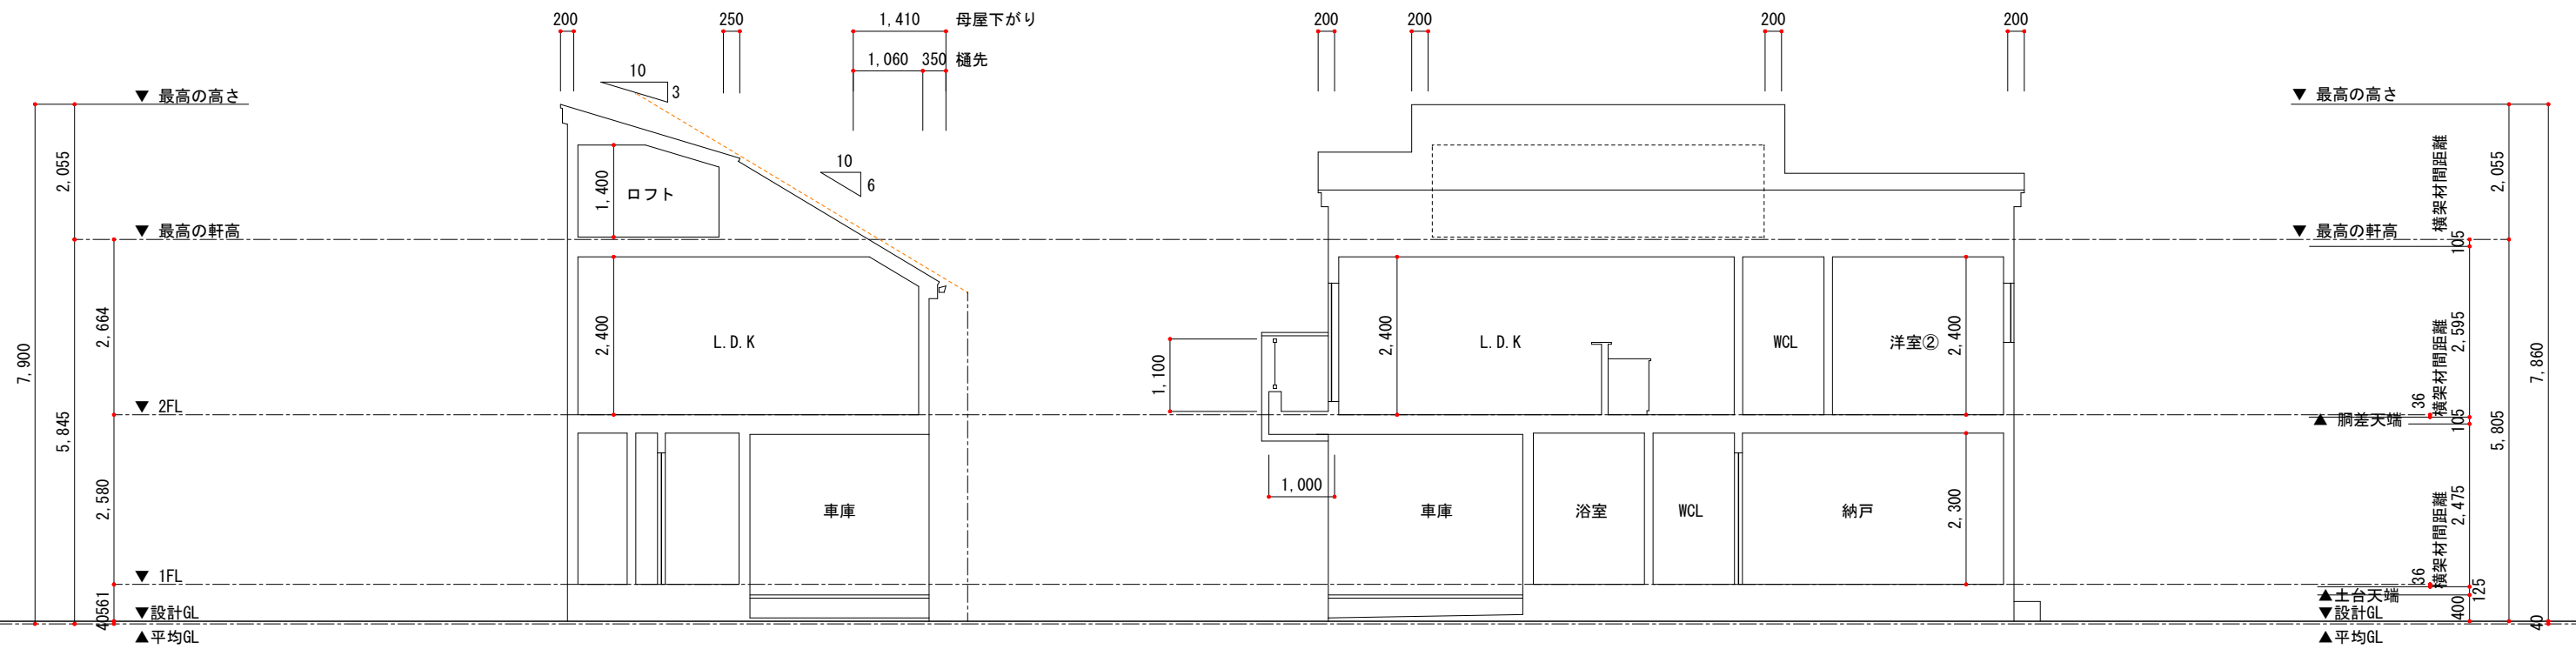 200
250
1,410 母屋下がり
1,060 350 樋先
200
200
200
200
10
3
10
6
▼ 最高の高さ
▼ 最高の高さ
2,055
1,400
ロフト
横架材間距離
2,055
▼ 最高の軒高
▼ 最高の軒高
105
7,900
5,845
2,664
2,400
L.D.K
1,100
2,400
L.D.K
WCL
洋室②
2,400
横架材間距離
2,595
7,860
5,805
▼ 2FL
36
▲ 胴差天端
105
2,580
車庫
1,000
車庫
浴室
WCL
納戸
2,300
横架材間距離
2,475
▼ 1FL
36
125
561
40
▼設計GL
▲平均GL
▲土台天端
400
▼設計GL
40
▲平均GL